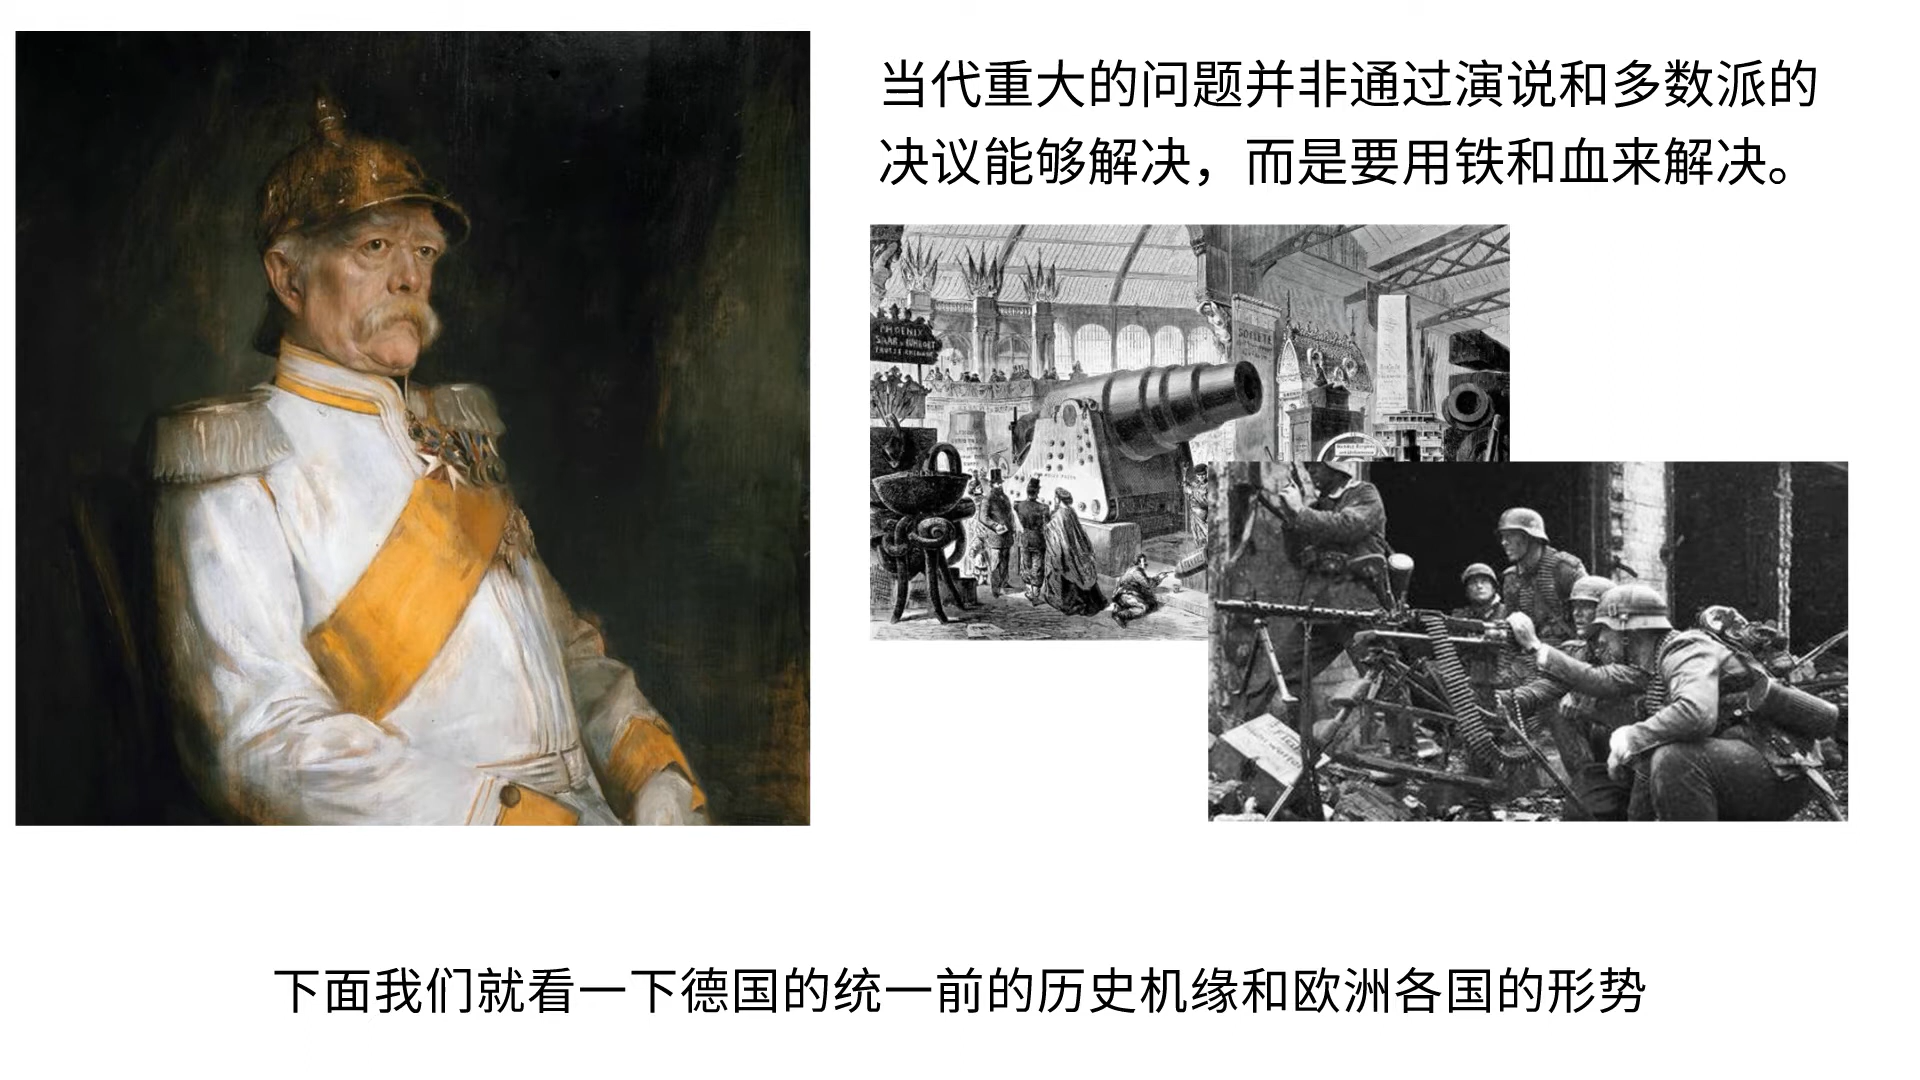 当代重大的问题并非通过演说和多数派的
决议能够解决，而是要用铁和血来解决。
PHOENIX
SOCIETE
下面我们就看一下德国的统一前的历史机缘和欧洲各国的形势